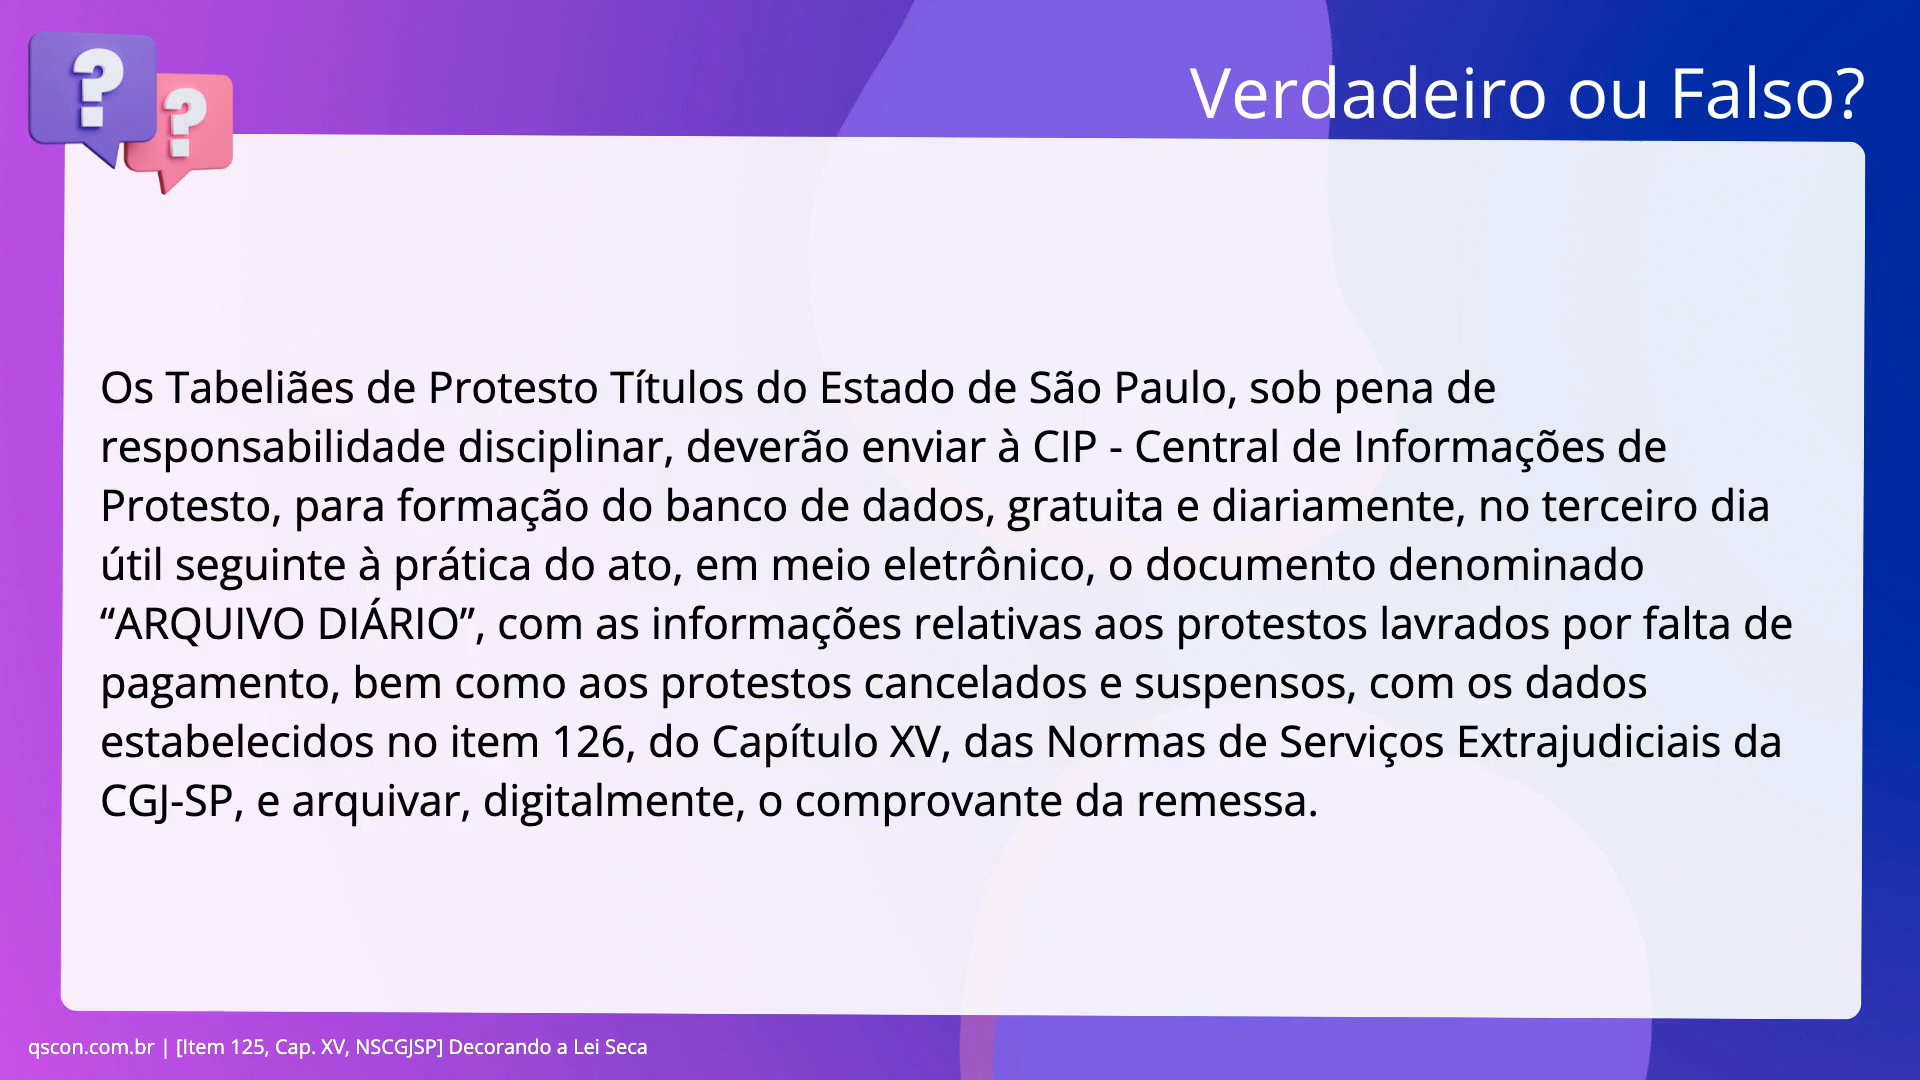 Verdadeiro ou Falso?
Os Tabeliães de Protesto Títulos do Estado de São Paulo, sob pena de
responsabilidade disciplinar, deverão enviar à CIP - Central de Informações de
Protesto, para formação do banco de dados, gratuita e diariamente, no terceiro dia
útil seguinte à prática do ato, em meio eletrônico, o documento denominado
“ARQUIVO DIÁRIO”, com as informações relativas aos protestos lavrados por falta de
pagamento, bem como aos protestos cancelados e suspensos, com os dados
estabelecidos no item 126, do Capítulo XV, das Normas de Serviços Extrajudiciais da
CGJ-SP, e arquivar, digitalmente, o comprovante da remessa.
qscon.com.br | [Item 125, Cap. XV, NSCGJSP] Decorando a Lei Seca